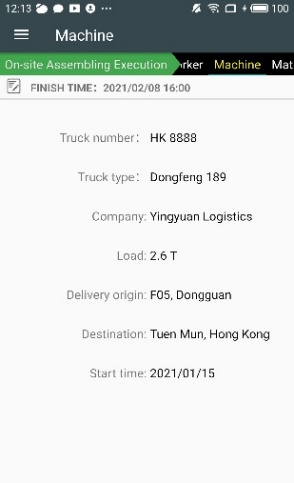 12:13 ... 100
Machine
On-site Assembling Execution rker Machine Mat
FINISH TIME: 2021/02/08 16:00
Truck number: HK 8888
Truck type: Dongfeng 189
Company: Yingyuan Logistics
Load: 2.6 T
Delivery origin: F05, Dongguan
Destination: Tuen Mun, Hong Kong
Start time: 2021/01/15